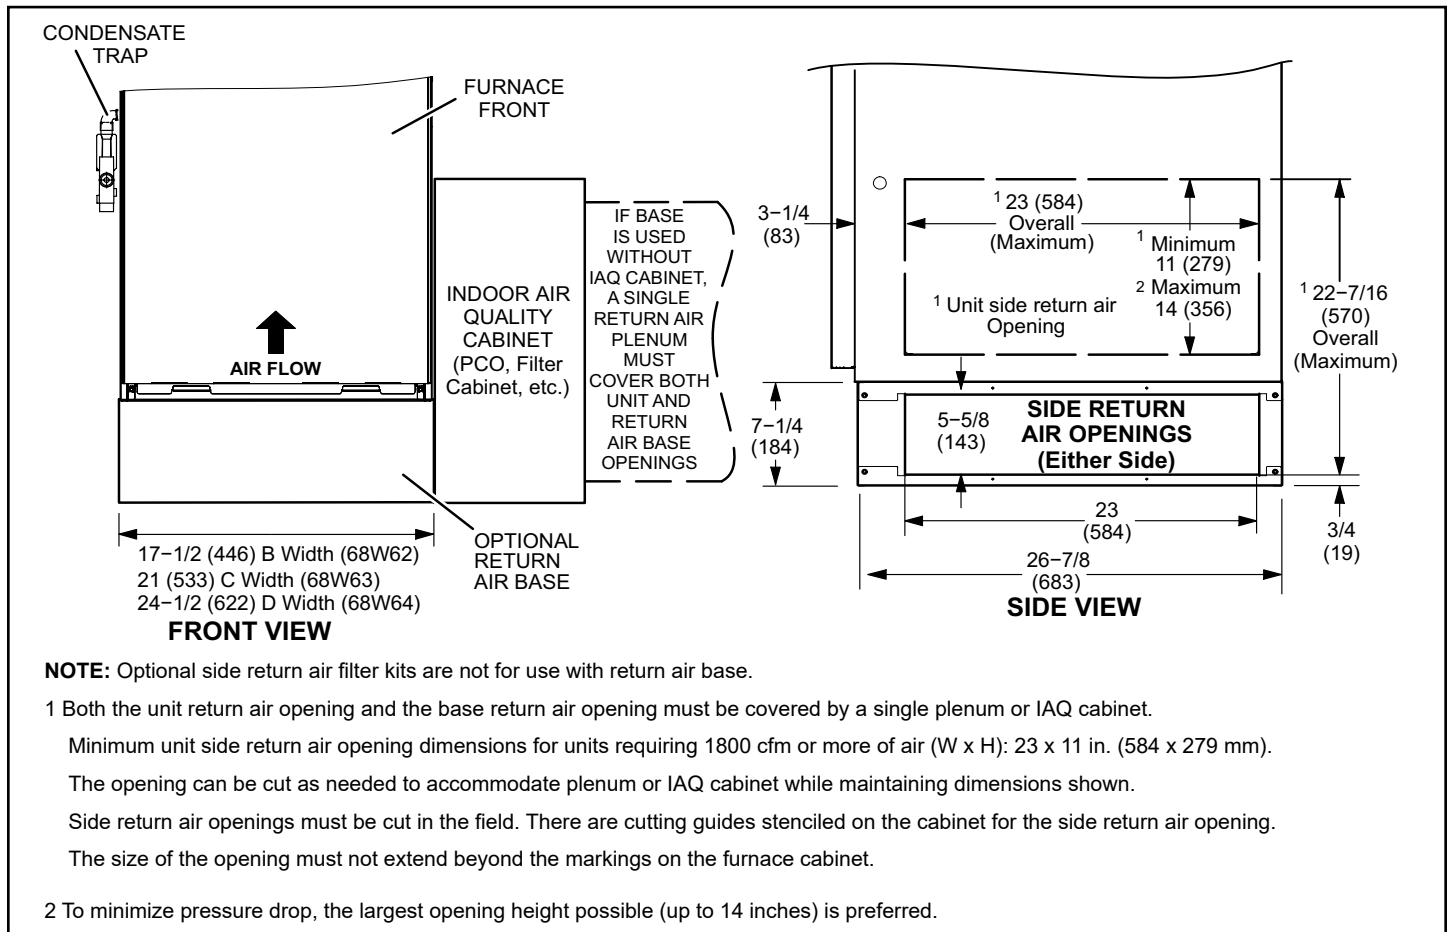 CONDENSATE
TRAP
FURNACE
FRONT
AIR FLOW
INDOOR AIR
QUALITY
CABINET
(PCO, Filter
Cabinet, etc.)
IF BASE
IS USED
WITHOUT
IAQ CABINET,
A SINGLE
RETURN AIR
PLENUM
MUST
COVER BOTH
UNIT AND
RETURN
AIR BASE
OPENINGS
OPTIONAL
RETURN
AIR BASE
17−1/2 (446) B Width (68W62)
21 (533) C Width (68W63)
24−1/2 (622) D Width (68W64)
FRONT VIEW
3−1/4
(83)
1 23 (584)
Overall
(Maximum)
1 Minimum
11 (279)
2 Maximum
14 (356)
1 Unit side return air
Opening
1 22−7/16
(570)
Overall
(Maximum)
7−1/4
(184)
5−5/8
(143)
SIDE RETURN
AIR OPENINGS
(Either Side)
23
(584)
3/4
(19)
26−7/8
(683)
SIDE VIEW
NOTE: Optional side return air filter kits are not for use with return air base.
1 Both the unit return air opening and the base return air opening must be covered by a single plenum or IAQ cabinet.
Minimum unit side return air opening dimensions for units requiring 1800 cfm or more of air (W x H): 23 x 11 in. (584 x 279 mm).
The opening can be cut as needed to accommodate plenum or IAQ cabinet while maintaining dimensions shown.
Side return air openings must be cut in the field. There are cutting guides stenciled on the cabinet for the side return air opening.
The size of the opening must not extend beyond the markings on the furnace cabinet.
2 To minimize pressure drop, the largest opening height possible (up to 14 inches) is preferred.